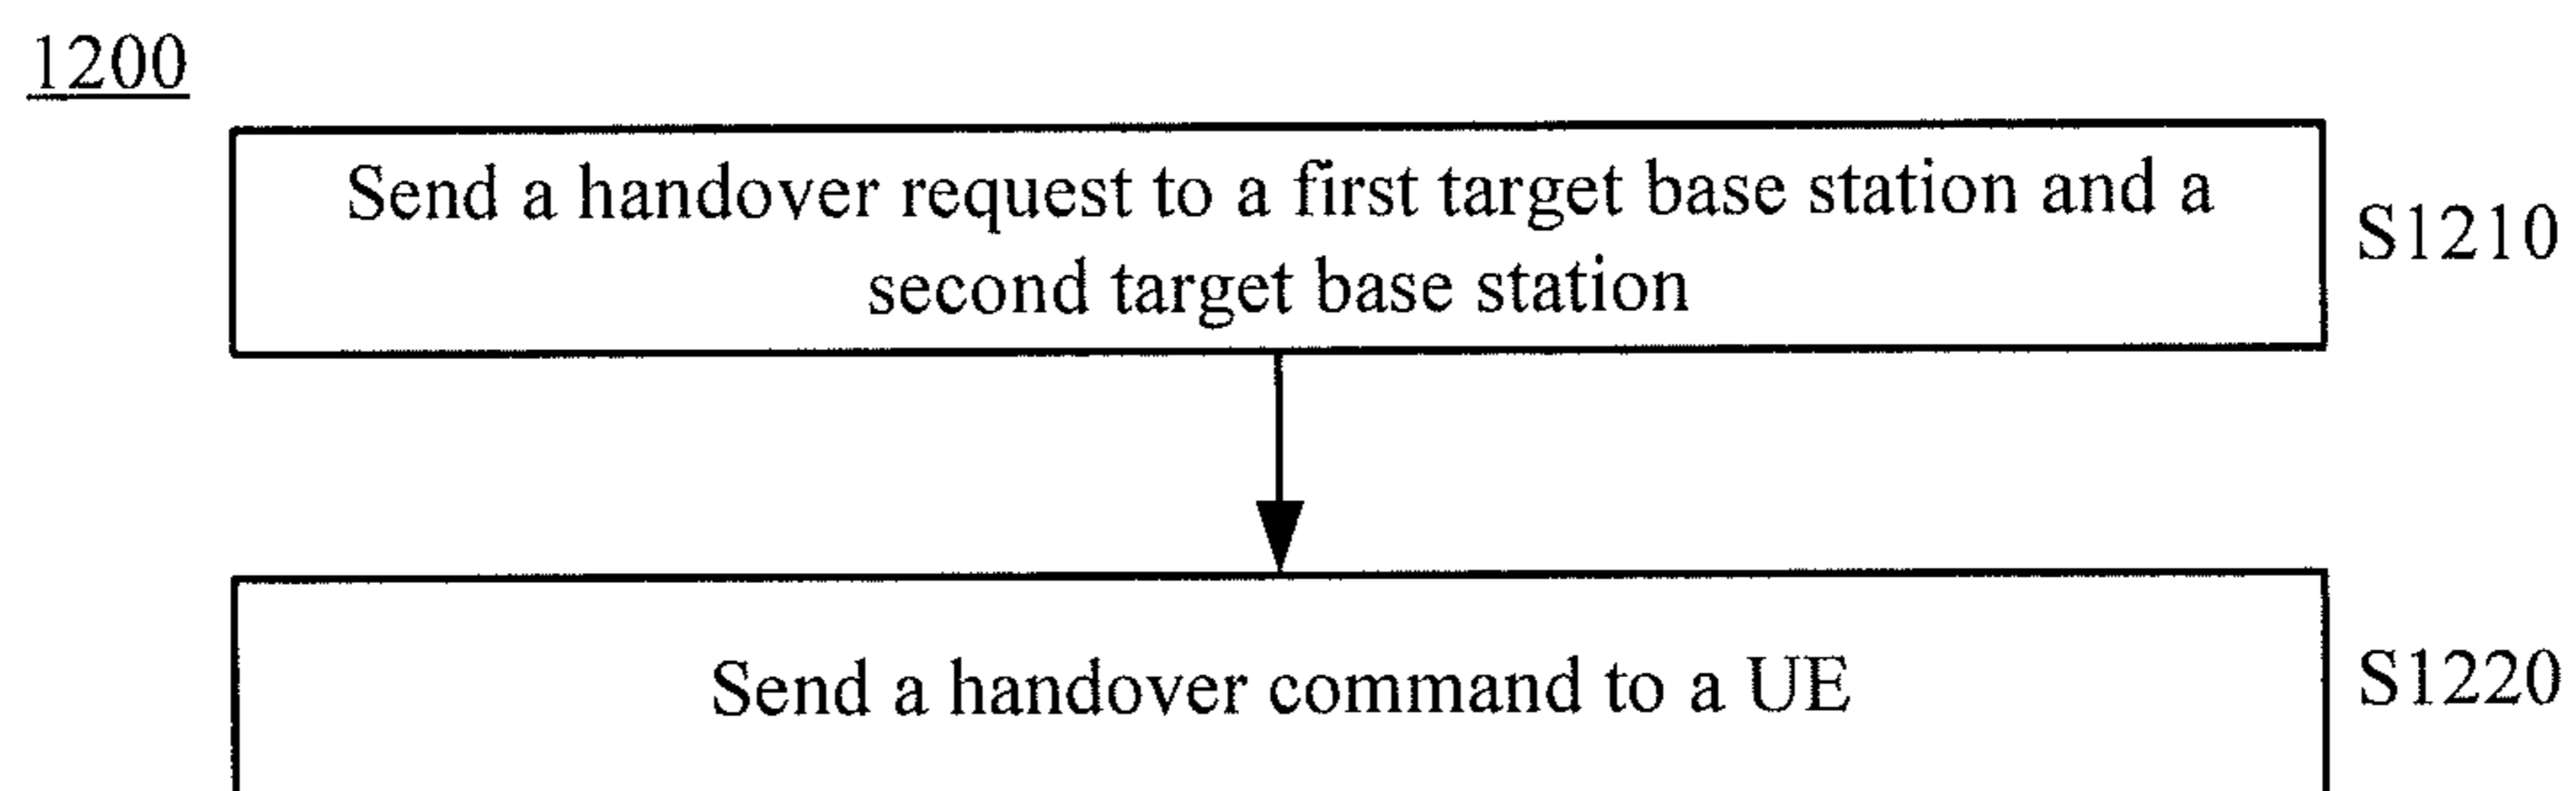 1200
Send a handover request to a first target base station and a
second target base station
S1210
Send a handover command to a UE
S1220